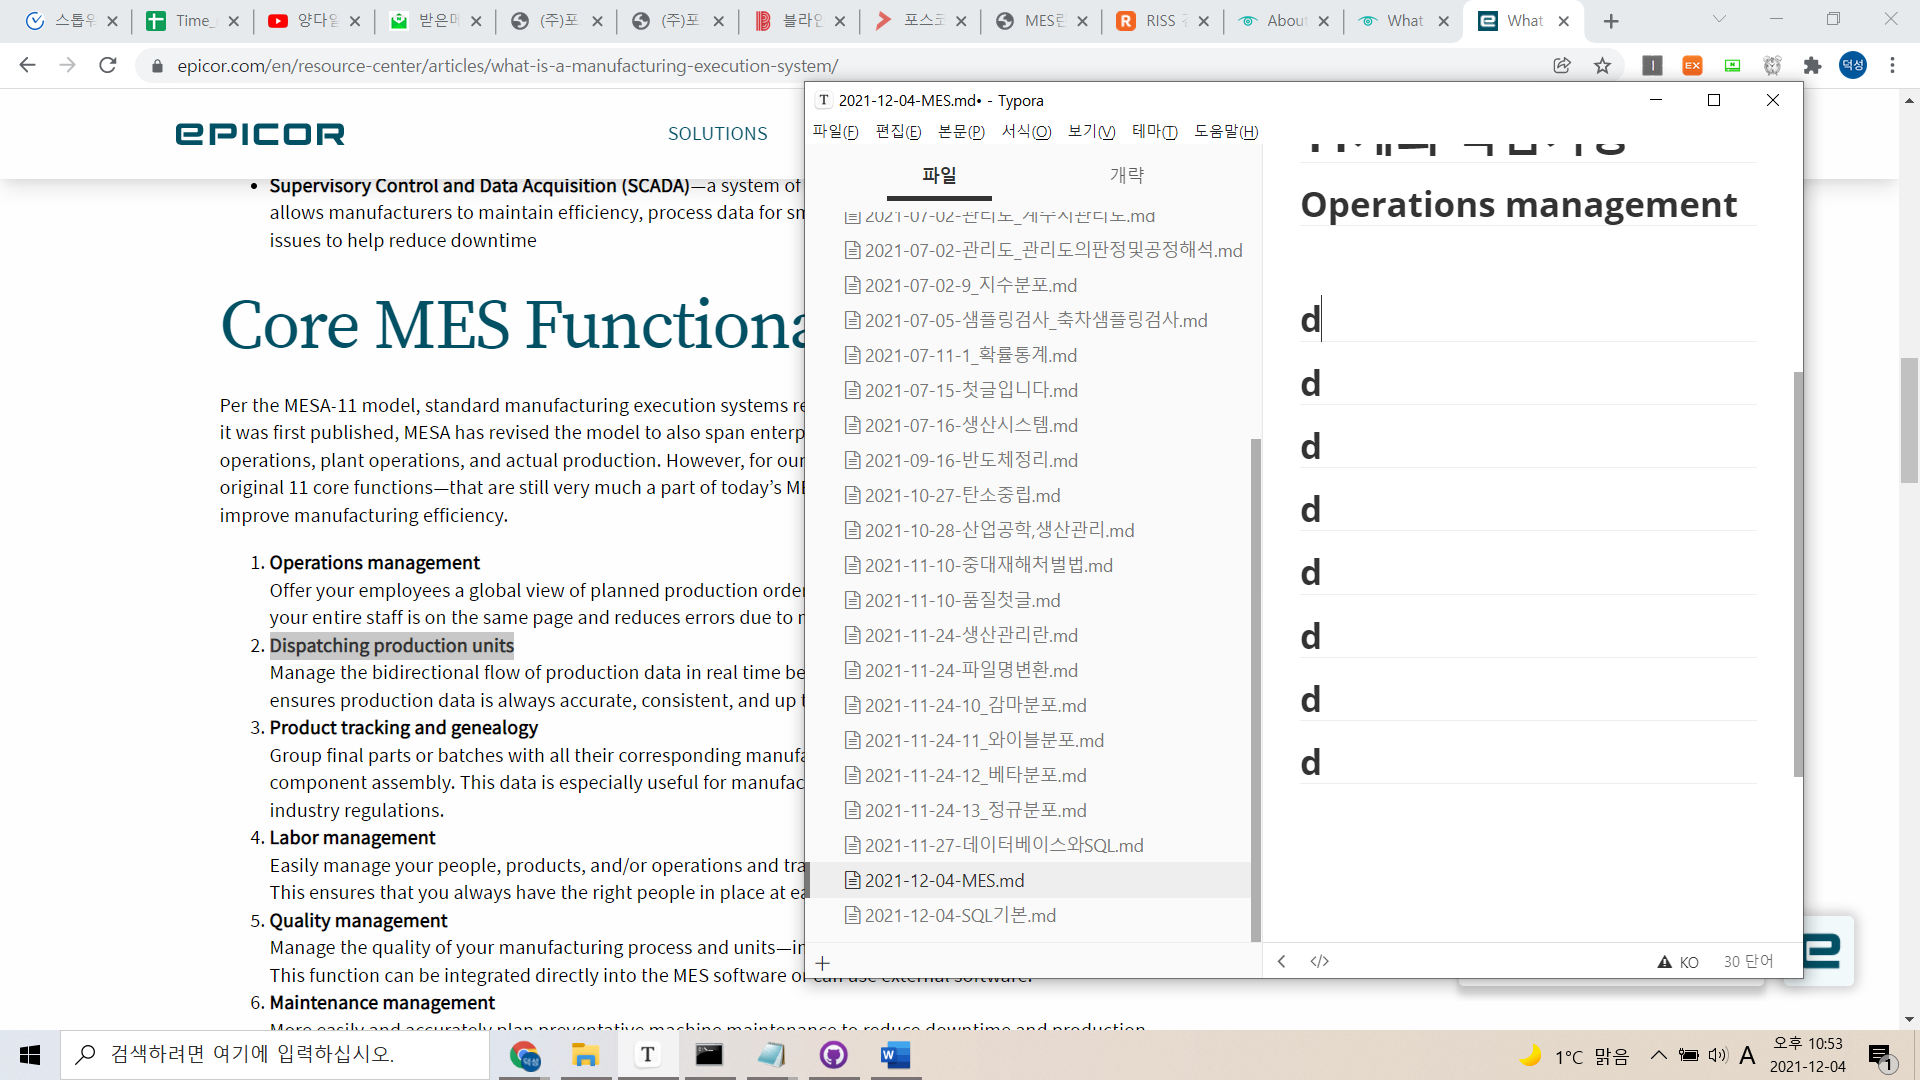 스톱우
Time_
양다일
받은메
(주)포
(주)포
블라인
포스코
MES란
RISS 검
About
What
What
epicor.com/en/resource-center/articles/what-is-a-manufacturing-execution-system/
EX
덕성
EPICOR
SOLUTIONS
Supervisory Control and Data Acquisition (SCADA)—a system of
allows manufacturers to maintain efficiency, process data for sm
issues to help reduce downtime
Core MES Functiona
Per the MESA-11 model, standard manufacturing execution systems re
it was first published, MESA has revised the model to also span enterp
operations, plant operations, and actual production. However, for our
original 11 core functions—that are still very much a part of today's ME
improve manufacturing efficiency.
1. Operations management
Offer your employees a global view of planned production order
your entire staff is on the same page and reduces errors due to m
2. Dispatching production units
Manage the bidirectional flow of production data in real time be
ensures production data is always accurate, consistent, and up t
3. Product tracking and genealogy
Group final parts or batches with all their corresponding manufa
component assembly. This data is especially useful for manufac
industry regulations.
4. Labor management
Easily manage your people, products, and/or operations and tra
This ensures that you always have the right people in place at ea
5. Quality management
Manage the quality of your manufacturing process and units—in
This function can be integrated directly into the MES software or can use external software.
6. Maintenance management
More easily and accurately plan preventative machine maintenance to reduce downtime and production
T 2021-12-04-MES.md• - Typora
파일(F) 편집(E) 본문(P) 서식(O) 보기(V) 테마(T) 도움말(H)
파일 개략
2021-07-02-관리도_계수치관리도.md
2021-07-02-관리도_관리도의판정및공정해석.md
2021-07-02-9_지수분포.md
2021-07-05-샘플링검사_축차샘플링검사.md
2021-07-11-1_확률통계.md
2021-07-15-첫글입니다.md
2021-07-16-생산시스템.md
2021-09-16-반도체정리.md
2021-10-27-탄소중립.md
2021-10-28-산업공학,생산관리.md
2021-11-10-중대재해처벌법.md
2021-11-10-품질첫글.md
2021-11-24-생산관리란.md
2021-11-24-파일명변환.md
2021-11-24-10_감마분포.md
2021-11-24-11_와이블분포.md
2021-11-24-12_베타분포.md
2021-11-24-13_정규분포.md
2021-11-27-데이터베이스와SQL.md
2021-12-04-MES.md
2021-12-04-SQL기본.md
Operations management
d
d
d
d
d
d
d
d
KO 30 단어
검색하려면 여기에 입력하십시오.
1°C 맑음
A
오후 10:53
2021-12-04
1